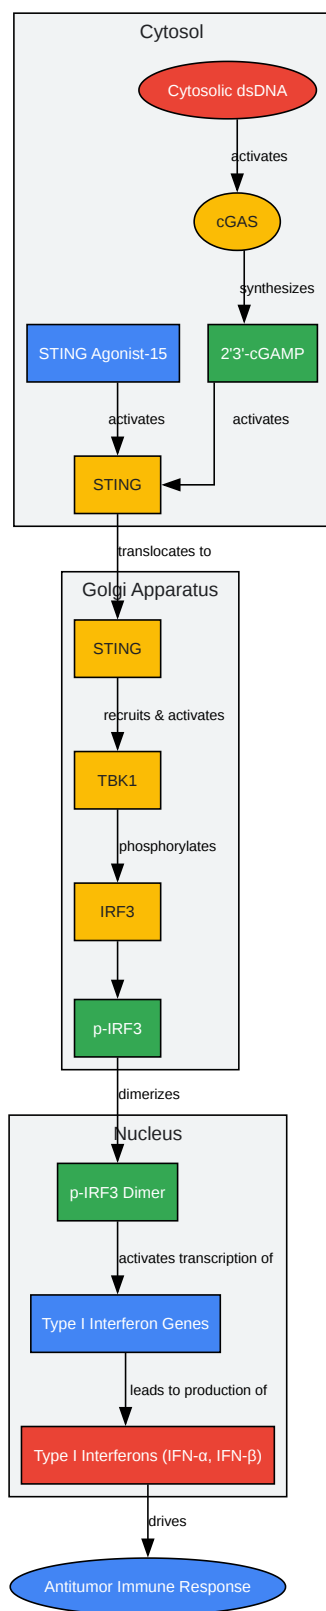 Cytosol
Cytosolic dsDNA
activates
cGAS
synthesizes
STING Agonist-15
2'3'-cGAMP
activates
activates
STING
translocates to
Golgi Apparatus
STING
recruits & activates
TBK1
phosphorylates
IRF3
p-IRF3
dimerizes
Nucleus
p-IRF3 Dimer
activates transcription of
Type I Interferon Genes
leads to production of
Type I Interferons (IFN-α, IFN-β)
drives
Antitumor Immune Response